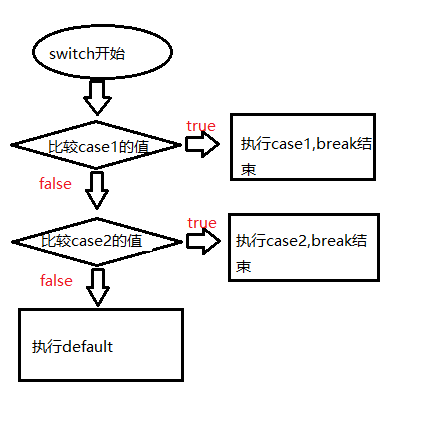 switch开始
true
比较case1的值
执行case1,break结
束
false
true
比较case2的值
执行case2,break结
束
false
执行default